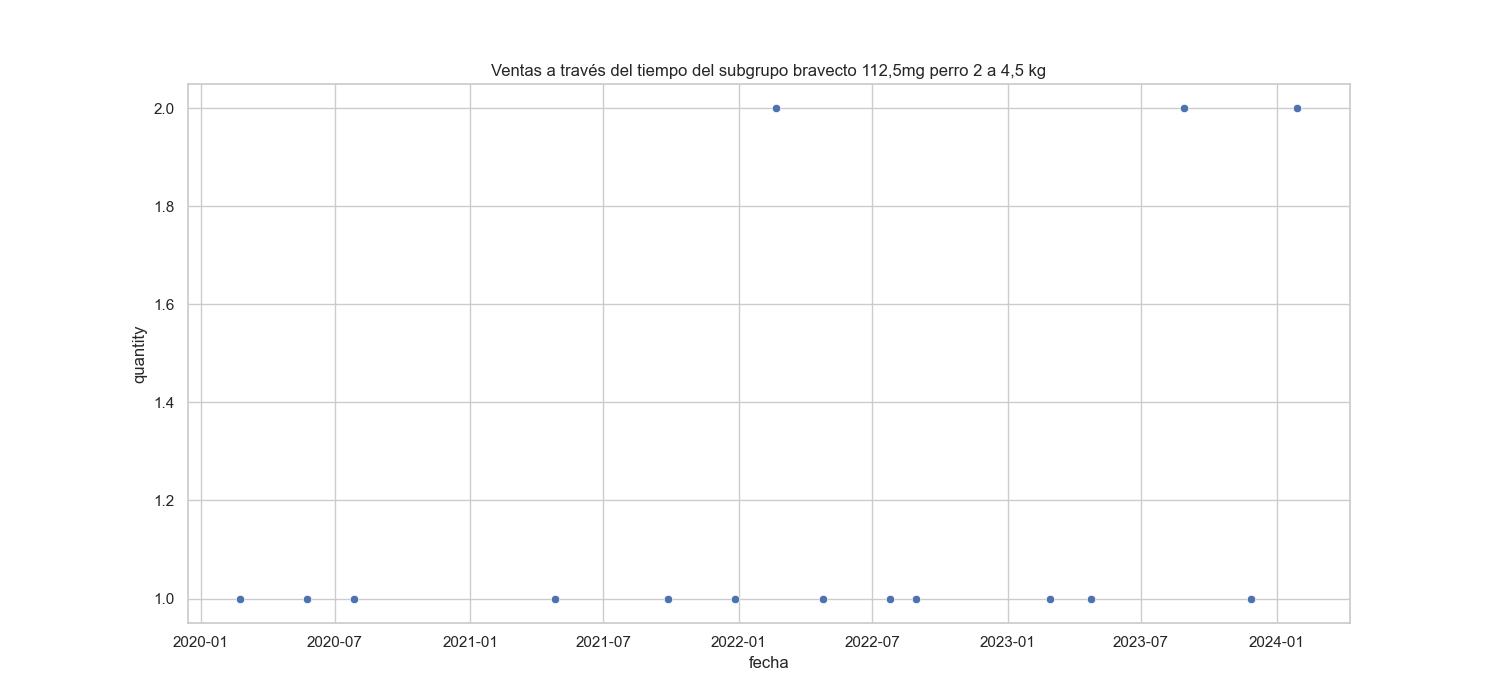 Ventas a través del tiempo del subgrupo bravecto 112,5mg perro 2 a 4,5 kg
2.0
1.8
1.6
1.4
1.2
1.0
quantity
2020-01 2020-07 2021-01 2021-07 2022-01 2022-07 2023-01 2023-07 2024-01
fecha